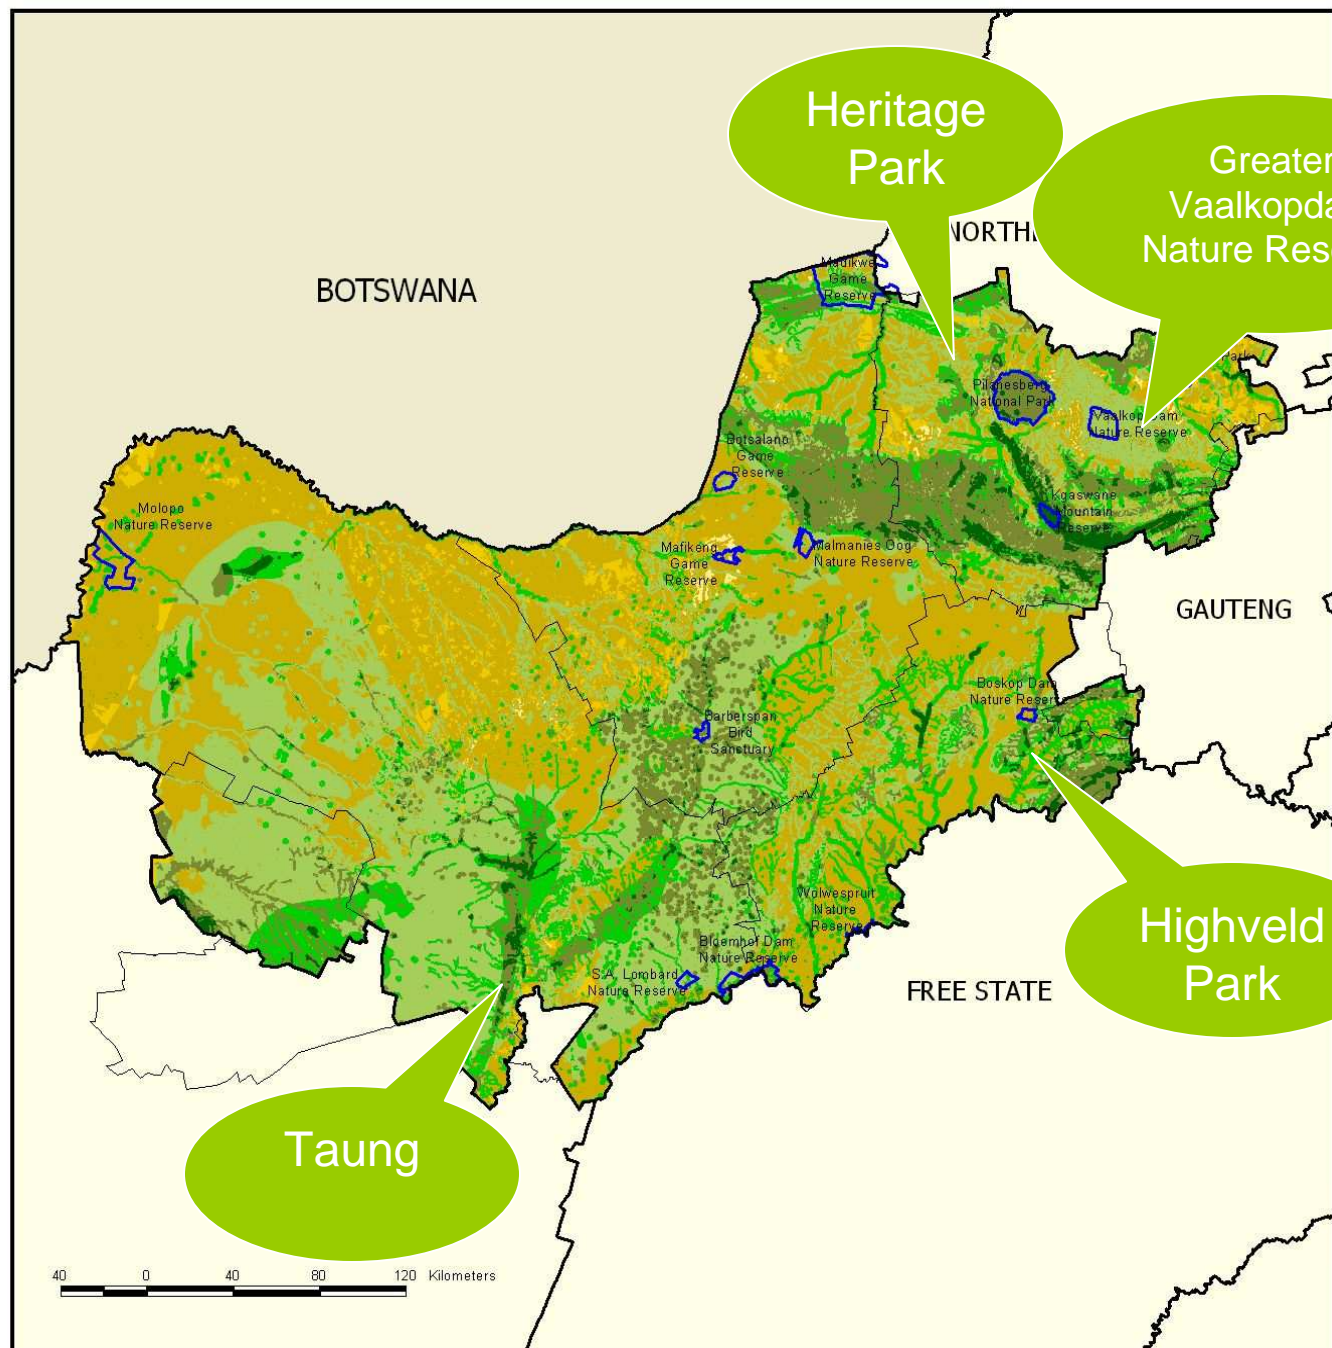 Heritage
Park
Greater
Nature
NORTH
BOTSWANA
Madikwe
Game
Reserve
Park
Pilanesberg
National Park
Vaalkop Dam
Nature Reserve
Botsalano
Game
Reserve
Molopo
Nature Reserve
Kgaswane
Mountain
Reserve
Mafikeng
Game
Reserve
Malmanies Oog
Nature Reserve
GAUTENG
Boskop Dam
Nature Reserve
Barberspan
Bird
Sanctuary
Wolwespruit
Nature
Reserve
Highveld
Park
Bloemhof Dam
Nature Reserve
S.A. Lombard
Nature Reserve
FREE STATE
Taung
40 0 40 80 120 Kilometers